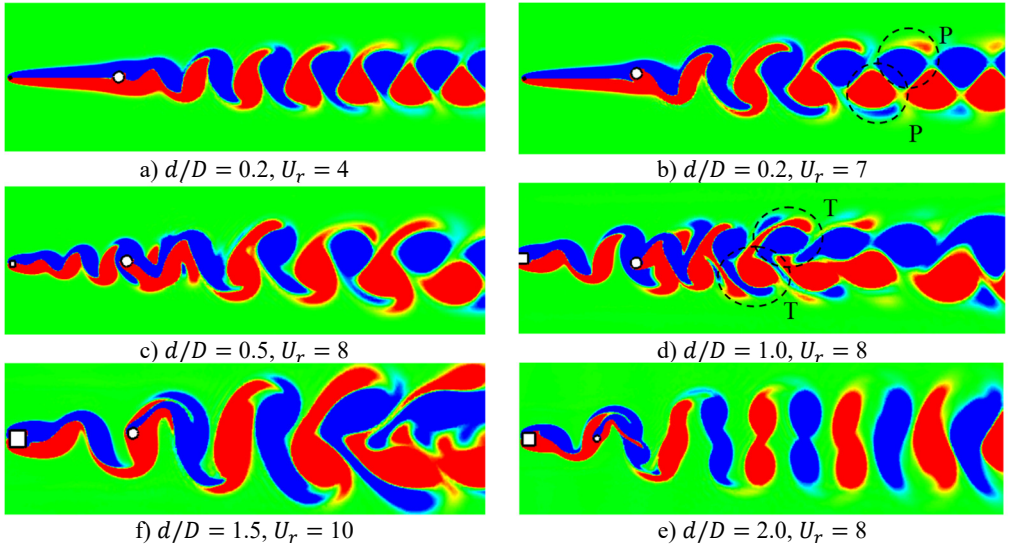 P
P
a) d/D = 0.2, U_r = 4
b) d/D = 0.2, U_r = 7
T
T
c) d/D = 0.5, U_r = 8
d) d/D = 1.0, U_r = 8
f) d/D = 1.5, U_r = 10
e) d/D = 2.0, U_r = 8